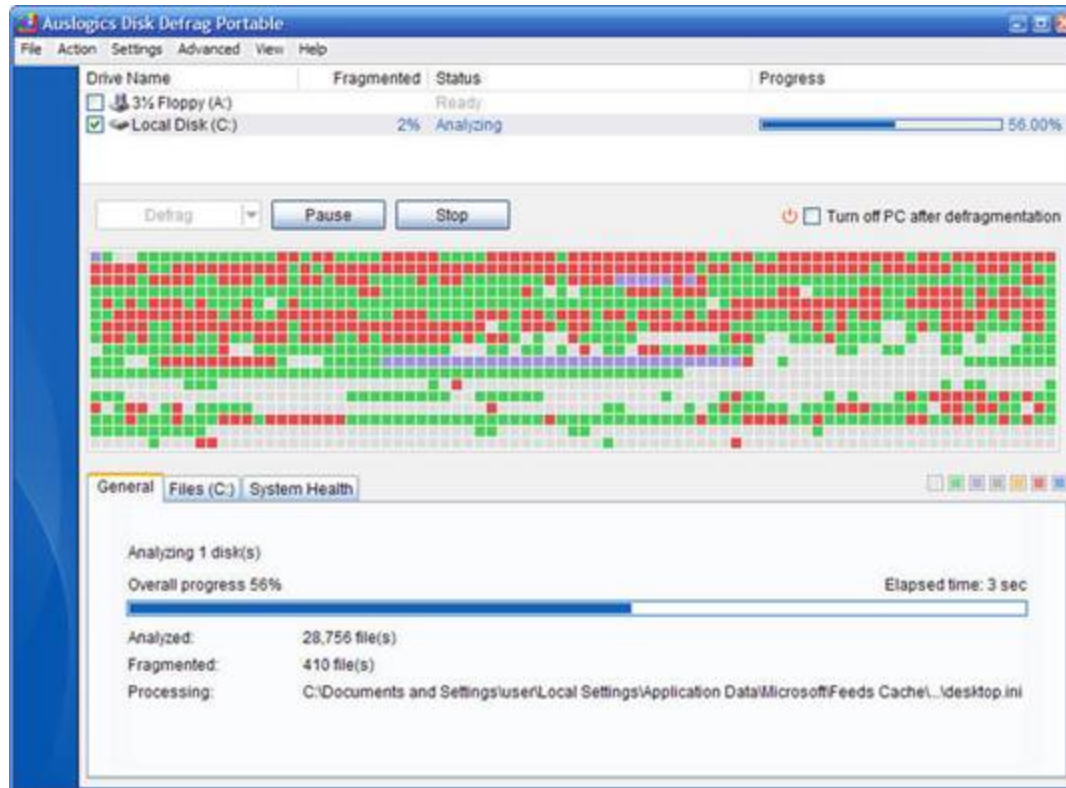 Auslogics Disk Defrag Portable
File Action Settings Advanced View Help
Drive Name Fragmented Status Progress
3½ Floppy (A:) Ready
Local Disk (C:) 2% Analyzing 56.00%
Defrag Pause Stop Turn off PC after defragmentation
General Files (C:) System Health
Analyzing 1 disk(s)
Overall progress 56% Elapsed time: 3 sec
Analyzed: 28,756 file(s)
Fragmented: 410 file(s)
Processing: C:\Documents and Settings\user\Local Settings\Application Data\Microsoft\Feeds Cache\...\desktop.ini